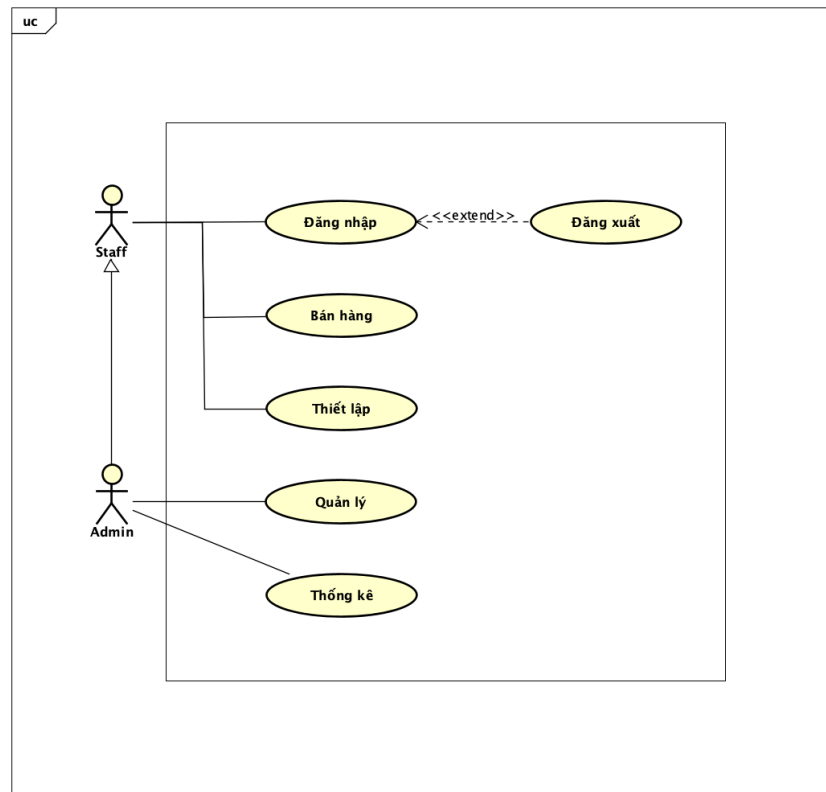 uc
Đăng nhập
<<extend>>
Đăng xuất
Staff
Bán hàng
Thiết lập
Quản lý
Admin
Thống kê